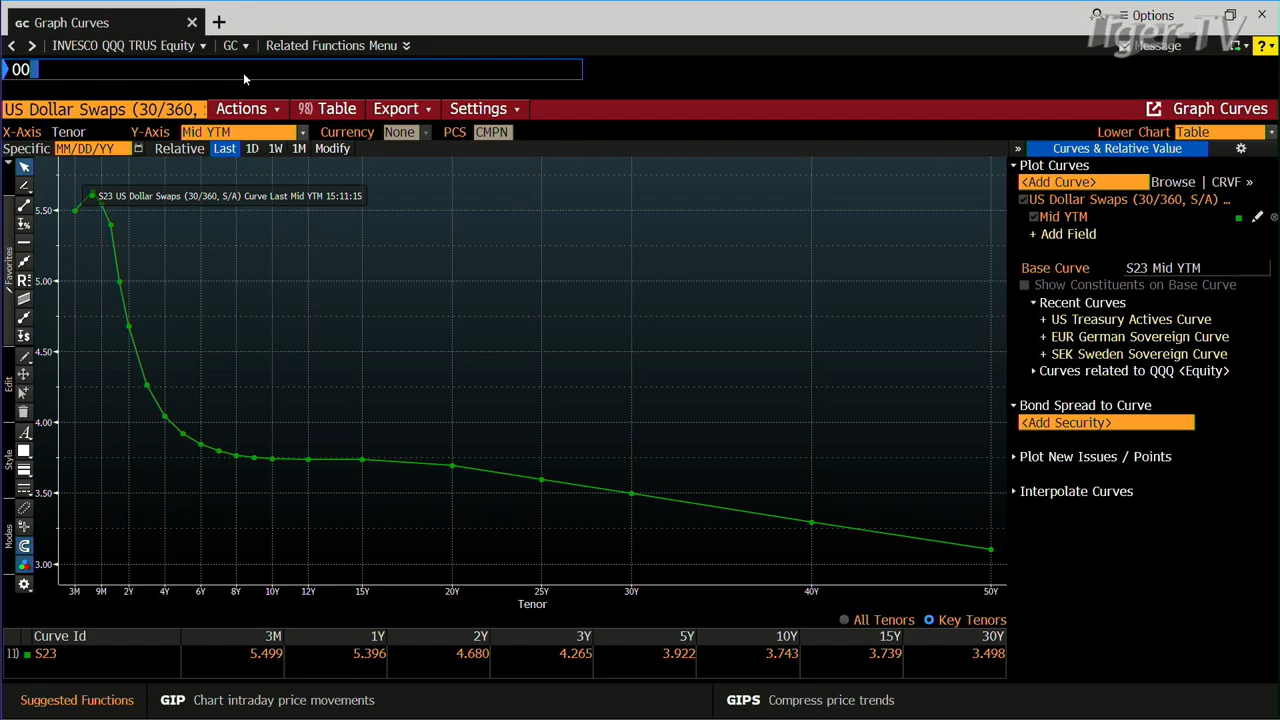 GC Graph Curves
Options
INVESCO QQQ TRUS Equity
GC
Related Functions Menu
Message
Tiger-TV
00
US Dollar Swaps (30/360, S
Actions
98) Table
Export
Settings
Graph Curves
X-Axis Tenor Y-Axis Mid YTM Currency None PCS CMPN Lower Chart Table
Specific MM/DD/YY Relative Last 1D 1W 1M Modify
Curves & Relative Value
Plot Curves
<Add Curve> Browse | CRVF »
US Dollar Swaps (30/360, S/A) ...
Mid YTM
+ Add Field
Base Curve S23 Mid YTM
Show Constituents on Base Curve
Recent Curves
+ US Treasury Actives Curve
+ EUR German Sovereign Curve
+ SEK Sweden Sovereign Curve
Curves related to QQQ <Equity>
Bond Spread to Curve
<Add Security>
Plot New Issues / Points
Interpolate Curves
Favorites
Edit
Style
Modes
S23 US Dollar Swaps (30/360, S/A) Curve Last Mid YTM 15:11:15
5.50
5.00
4.50
4.00
3.50
3.00
3M 9M 2Y 4Y 6Y 8Y 10Y 12Y 15Y 20Y 25Y 30Y 40Y 50Y
Tenor
All Tenors Key Tenors
Curve Id 3M 1Y 2Y 3Y 5Y 10Y 15Y 30Y
11) S23 5.499 5.396 4.680 4.265 3.922 3.743 3.739 3.498
Suggested Functions
GIP Chart intraday price movements
GIPS Compress price trends